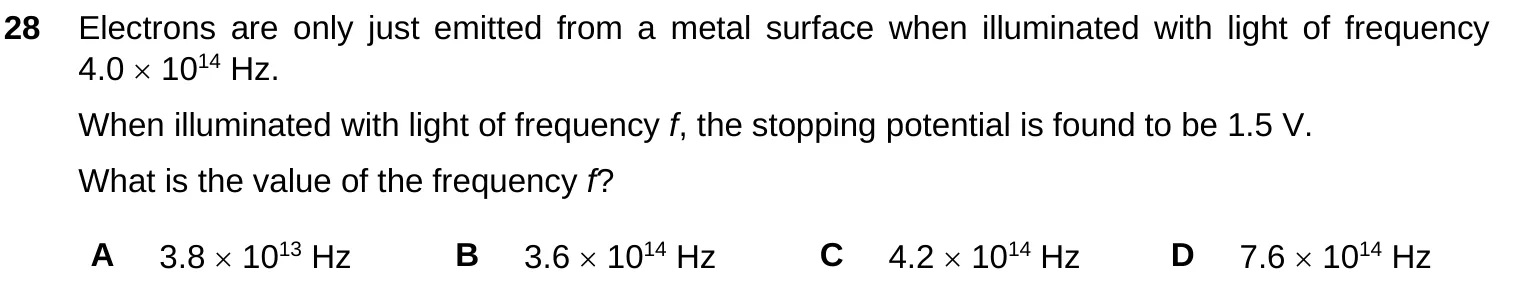 28 Electrons are only just emitted from a metal surface when illuminated with light of frequency
4.0 × 10¹⁴ Hz.
When illuminated with light of frequency f, the stopping potential is found to be 1.5 V.
What is the value of the frequency f?
A 3.8 × 10¹³ Hz B 3.6 × 10¹⁴ Hz C 4.2 × 10¹⁴ Hz D 7.6 × 10¹⁴ Hz